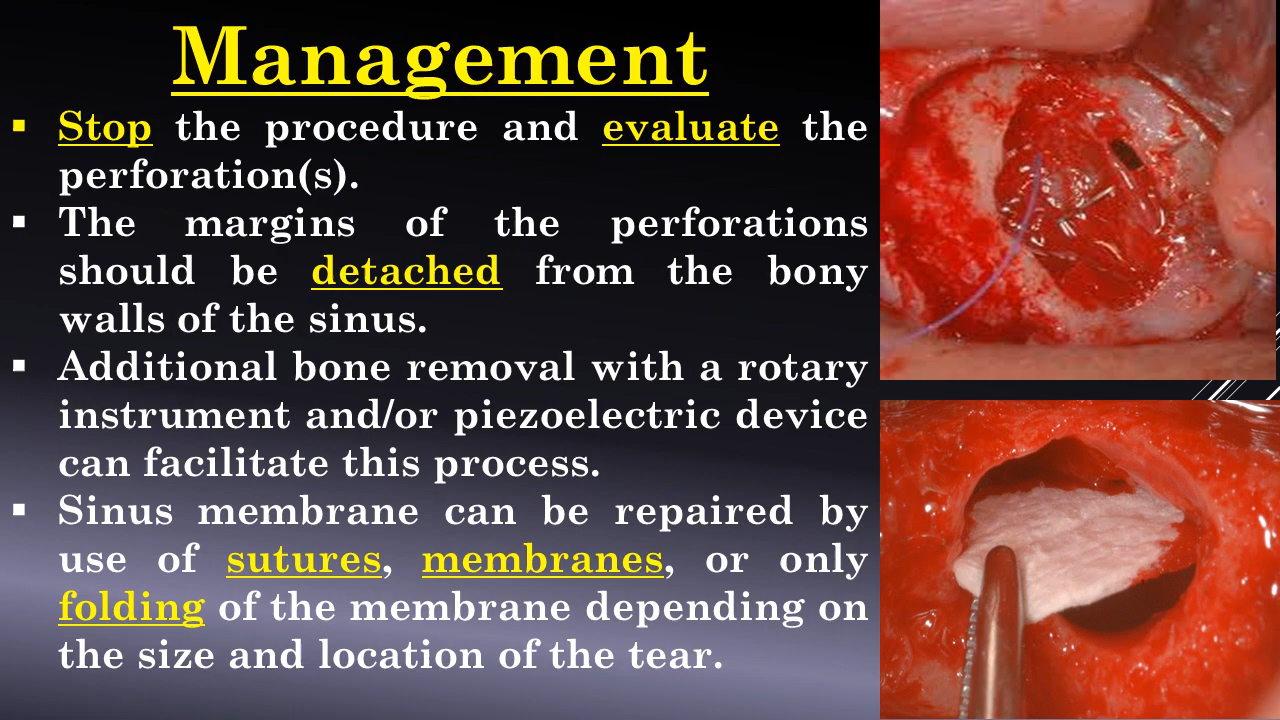 Management
▪ Stop the procedure and evaluate the
perforation(s).
▪ The margins of the perforations
should be detached from the bony
walls of the sinus.
▪ Additional bone removal with a rotary
instrument and/or piezoelectric device
can facilitate this process.
▪ Sinus membrane can be repaired by
use of sutures, membranes, or only
folding of the membrane depending on
the size and location of the tear.